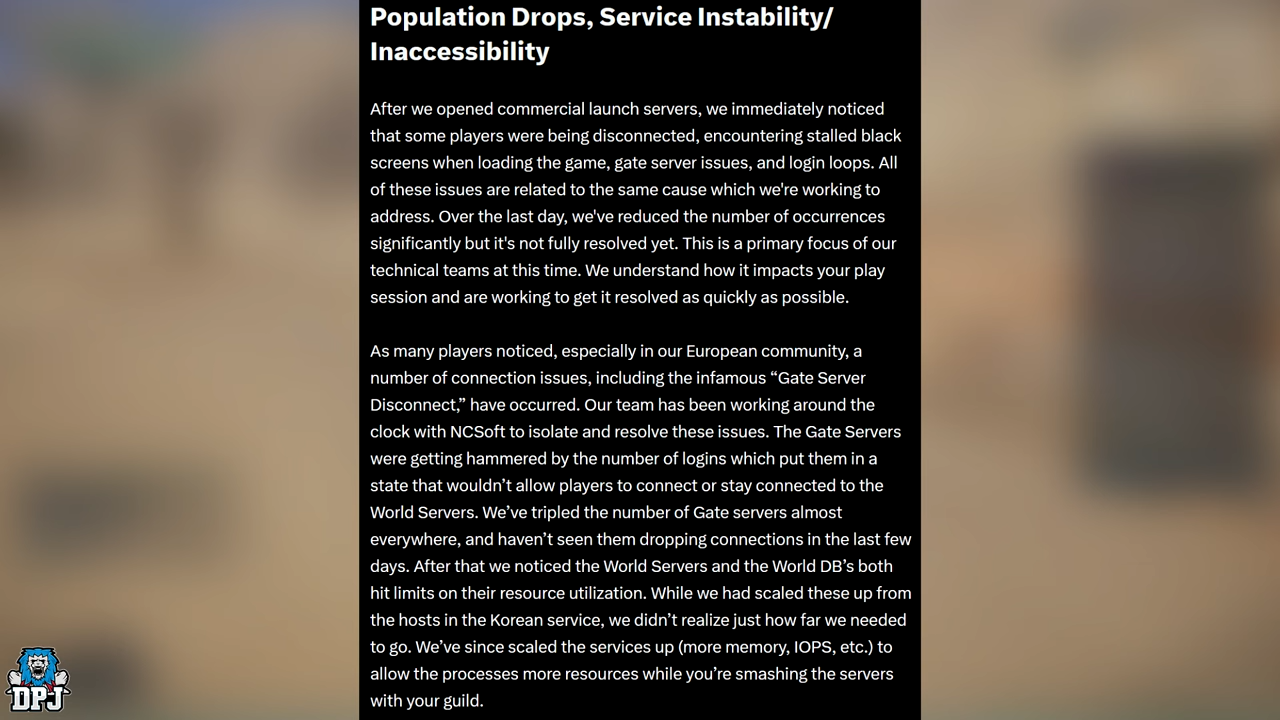 Population Drops, Service Instability/
Inaccessibility
After we opened commercial launch servers, we immediately noticed
that some players were being disconnected, encountering stalled black
screens when loading the game, gate server issues, and login loops. All
of these issues are related to the same cause which we're working to
address. Over the last day, we've reduced the number of occurrences
significantly but it's not fully resolved yet. This is a primary focus of our
technical teams at this time. We understand how it impacts your play
session and are working to get it resolved as quickly as possible.
As many players noticed, especially in our European community, a
number of connection issues, including the infamous “Gate Server
Disconnect,” have occurred. Our team has been working around the
clock with NCSoft to isolate and resolve these issues. The Gate Servers
were getting hammered by the number of logins which put them in a
state that wouldn’t allow players to connect or stay connected to the
World Servers. We’ve tripled the number of Gate servers almost
everywhere, and haven’t seen them dropping connections in the last few
days. After that we noticed the World Servers and the World DB’s both
hit limits on their resource utilization. While we had scaled these up from
the hosts in the Korean service, we didn’t realize just how far we needed
to go. We’ve since scaled the services up (more memory, IOPS, etc.) to
allow the processes more resources while you’re smashing the servers
with your guild.
DPJ